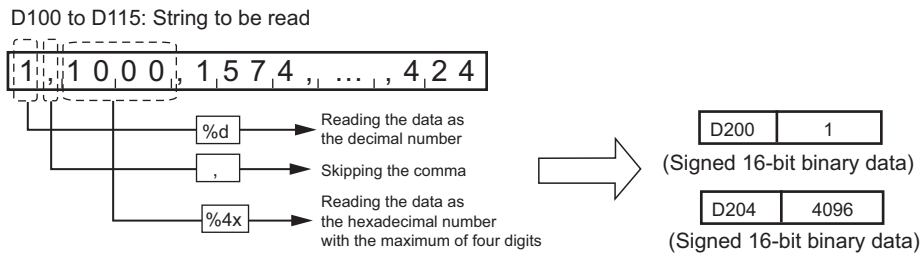 D100 to D115: String to be read
1,1000,1574, ... ,424
%d
Reading the data as
the decimal number
,
Skipping the comma
%4x
Reading the data as
the hexadecimal number
with the maximum of four digits
D200 1
(Signed 16-bit binary data)
D204 4096
(Signed 16-bit binary data)